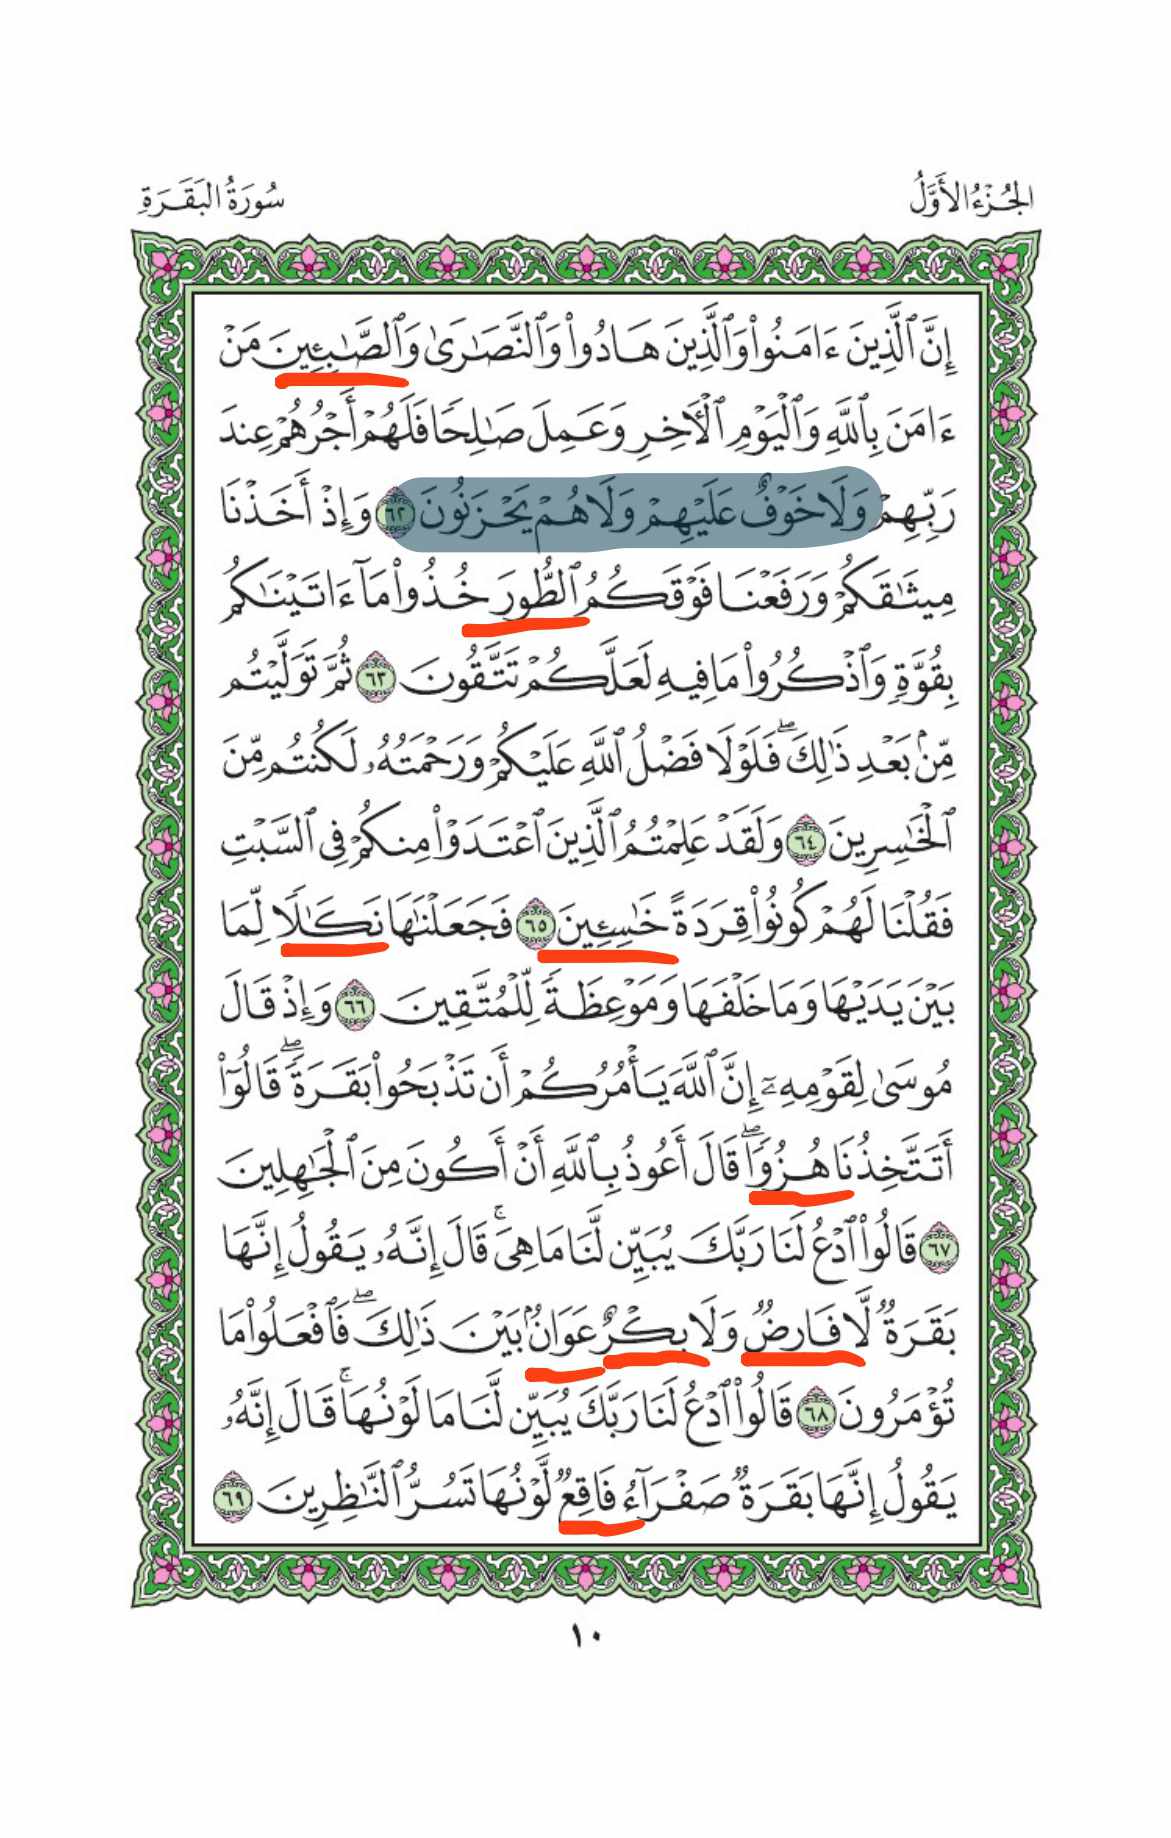 الجُزْءُ الأَوَّلُ
سُورَةُ البَقَرَةِ
إِنَّ ٱلَّذِينَ ءَامَنُوا۟ وَٱلَّذِينَ هَادُوا۟ وَٱلنَّصَـٰرَىٰ وَٱلصَّـٰبِـِٔينَ مَنْ
ءَامَنَ بِٱللَّهِ وَٱلْيَوْمِ ٱلْـَٔاخِرِ وَعَمِلَ صَـٰلِحًا فَلَهُمْ أَجْرُهُمْ عِندَ
رَبِّهِمْ وَلَا خَوْفٌ عَلَيْهِمْ وَلَا هُمْ يَحْزَنُونَ ٦٢ وَإِذْ أَخَذْنَا
مِيثَـٰقَكُمْ وَرَفَعْنَا فَوْقَكُمُ ٱلطُّورَ خُذُوا۟ مَآ ءَاتَيْنَـٰكُم
بِقُوَّةٍ وَٱذْكُرُوا۟ مَا فِيهِ لَعَلَّكُمْ تَتَّقُونَ ٦٣ ثُمَّ تَوَلَّيْتُم
مِّنۢ بَعْدِ ذَٰلِكَ ۖ فَلَوْلَا فَضْلُ ٱللَّهِ عَلَيْكُمْ وَرَحْمَتُهُۥ لَكُنتُم مِّنَ
ٱلْخَـٰسِرِينَ ٦٤ وَلَقَدْ عَلِمْتُمُ ٱلَّذِينَ ٱعْتَدَوْا۟ مِنكُمْ فِى ٱلسَّبْتِ
فَقُلْنَا لَهُمْ كُونُوا۟ قِرَدَةً خَـٰسِـِٔينَ ٦٥ فَجَعَلْنَـٰهَا نَكَـٰلًا لِّمَا
بَيْنَ يَدَيْهَا وَمَا خَلْفَهَا وَمَوْعِظَةً لِّلْمُتَّقِينَ ٦٦ وَإِذْ قَالَ
مُوسَىٰ لِقَوْمِهِۦٓ إِنَّ ٱللَّهَ يَأْمُرُكُمْ أَن تَذْبَحُوا۟ بَقَرَةً ۖ قَالُوٓا۟
أَتَتَّخِذُنَا هُزُوًا ۖ قَالَ أَعُوذُ بِٱللَّهِ أَنْ أَكُونَ مِنَ ٱلْجَـٰهِلِينَ
٦٧ قَالُوا۟ ٱدْعُ لَنَا رَبَّكَ يُبَيِّن لَّنَا مَا هِىَ ۚ قَالَ إِنَّهُۥ يَقُولُ إِنَّهَا
بَقَرَةٌ لَّا فَارِضٌ وَلَا بِكْرٌ عَوَانٌۢ بَيْنَ ذَٰلِكَ ۖ فَٱفْعَلُوا۟ مَا
تُؤْمَرُونَ ٦٨ قَالُوا۟ ٱدْعُ لَنَا رَبَّكَ يُبَيِّن لَّنَا مَا لَوْنُهَا ۚ قَالَ إِنَّهُۥ
يَقُولُ إِنَّهَا بَقَرَةٌ صَفْرَآءُ فَاقِعٌ لَّوْنُهَا تَسُرُّ ٱلنَّـٰظِرِينَ ٦٩
١٠